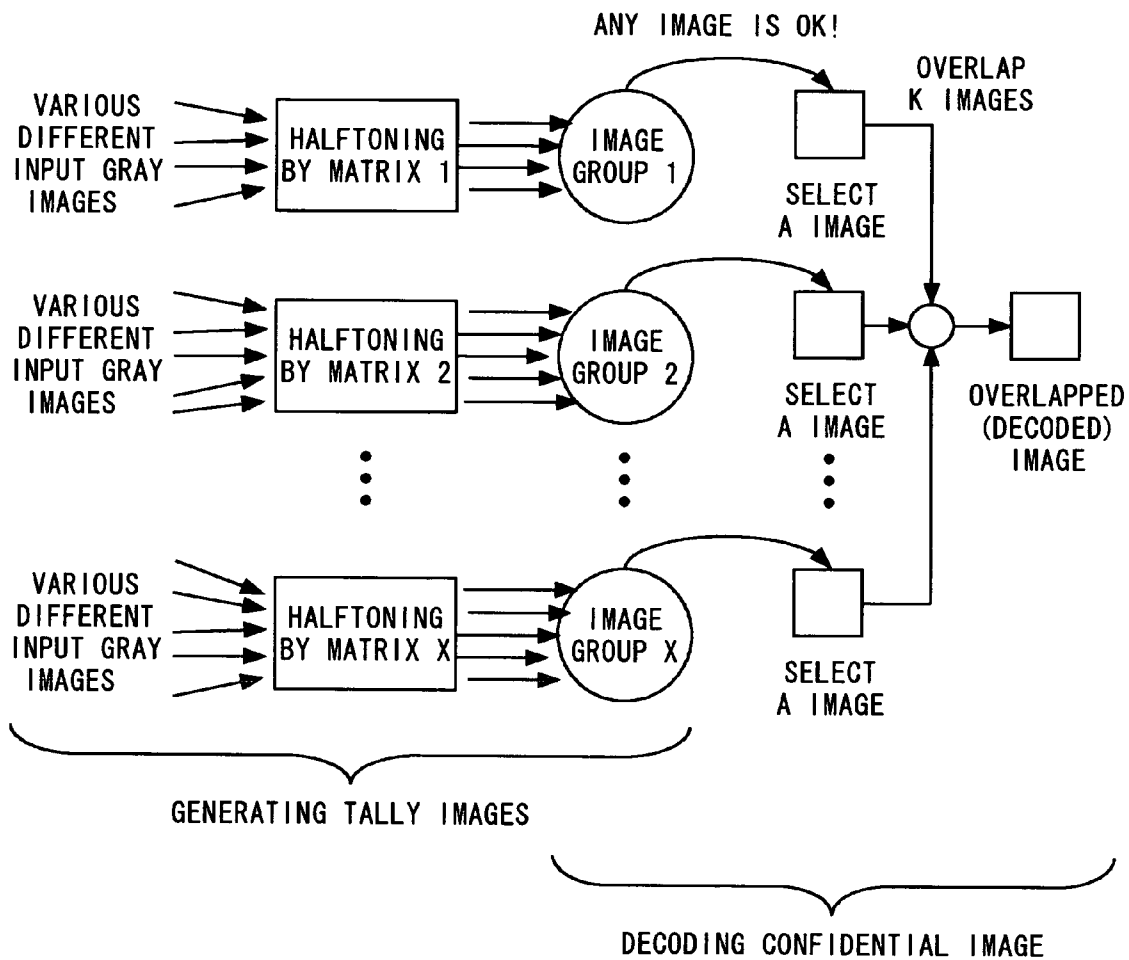 ANY IMAGE IS OK!
OVERLAP
K IMAGES
VARIOUS
DIFFERENT
INPUT GRAY
IMAGES
HALFTONING
BY MATRIX 1
IMAGE
GROUP 1
SELECT
A IMAGE
VARIOUS
DIFFERENT
INPUT GRAY
IMAGES
HALFTONING
BY MATRIX 2
IMAGE
GROUP 2
SELECT
A IMAGE
OVERLAPPED
(DECODED)
IMAGE
VARIOUS
DIFFERENT
INPUT GRAY
IMAGES
HALFTONING
BY MATRIX X
IMAGE
GROUP X
SELECT
A IMAGE
GENERATING TALLY IMAGES
DECODING CONFIDENTIAL IMAGE